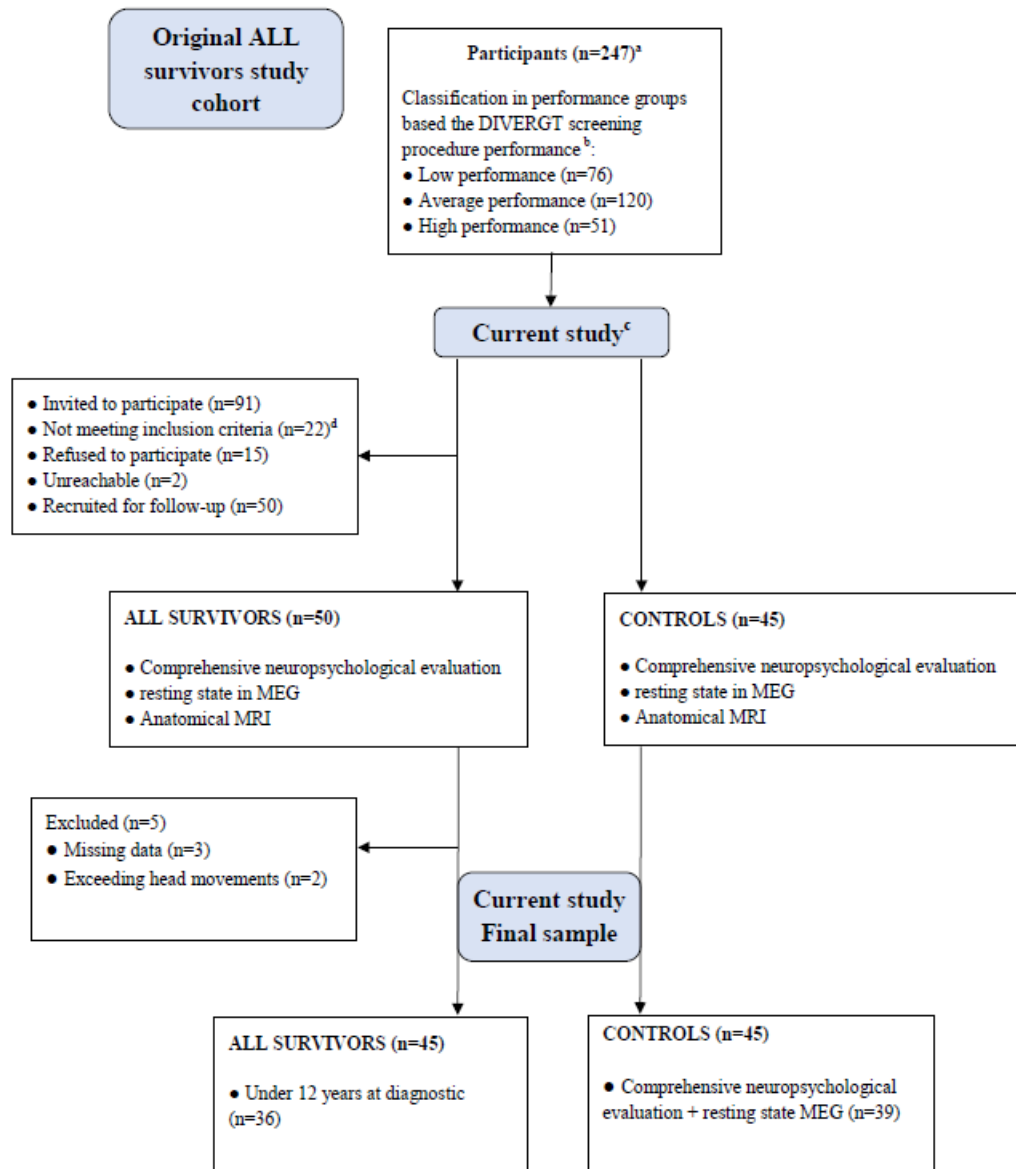 Original ALL
survivors study
cohort
Participants (n=247)ᵃ
Classification in performance groups
based the DIVERGT screening
procedure performance ᵇ:
● Low performance (n=76)
● Average performance (n=120)
● High performance (n=51)
Current studyᶜ
● Invited to participate (n=91)
● Not meeting inclusion criteria (n=22)ᵈ
● Refused to participate (n=15)
● Unreachable (n=2)
● Recruited for follow-up (n=50)
ALL SURVIVORS (n=50)
● Comprehensive neuropsychological evaluation
● resting state in MEG
● Anatomical MRI
CONTROLS (n=45)
● Comprehensive neuropsychological evaluation
● resting state in MEG
● Anatomical MRI
Excluded (n=5)
● Missing data (n=3)
● Exceeding head movements (n=2)
Current study
Final sample
ALL SURVIVORS (n=45)
● Under 12 years at diagnostic
(n=36)
CONTROLS (n=45)
● Comprehensive neuropsychological
evaluation + resting state MEG (n=39)